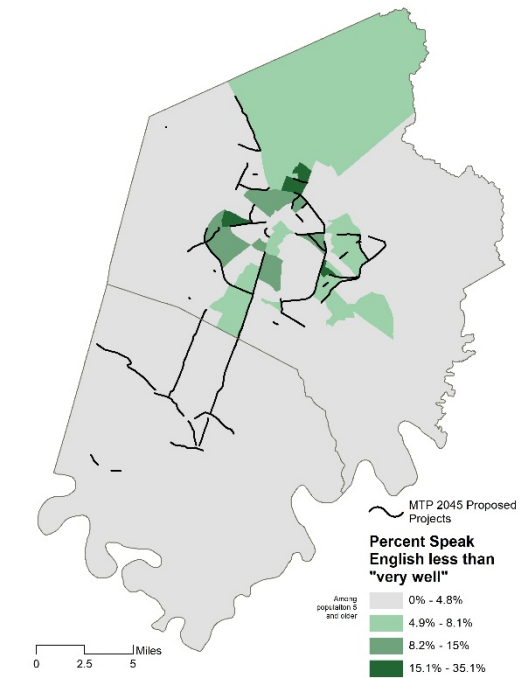 MTP 2045 Proposed
Projects
Percent Speak
English less than
"very well"
Among
populaiton 5
and older
0% - 4.8%
4.9% - 8.1%
8.2% - 15%
15.1% - 35.1%
Miles
0 2.5 5